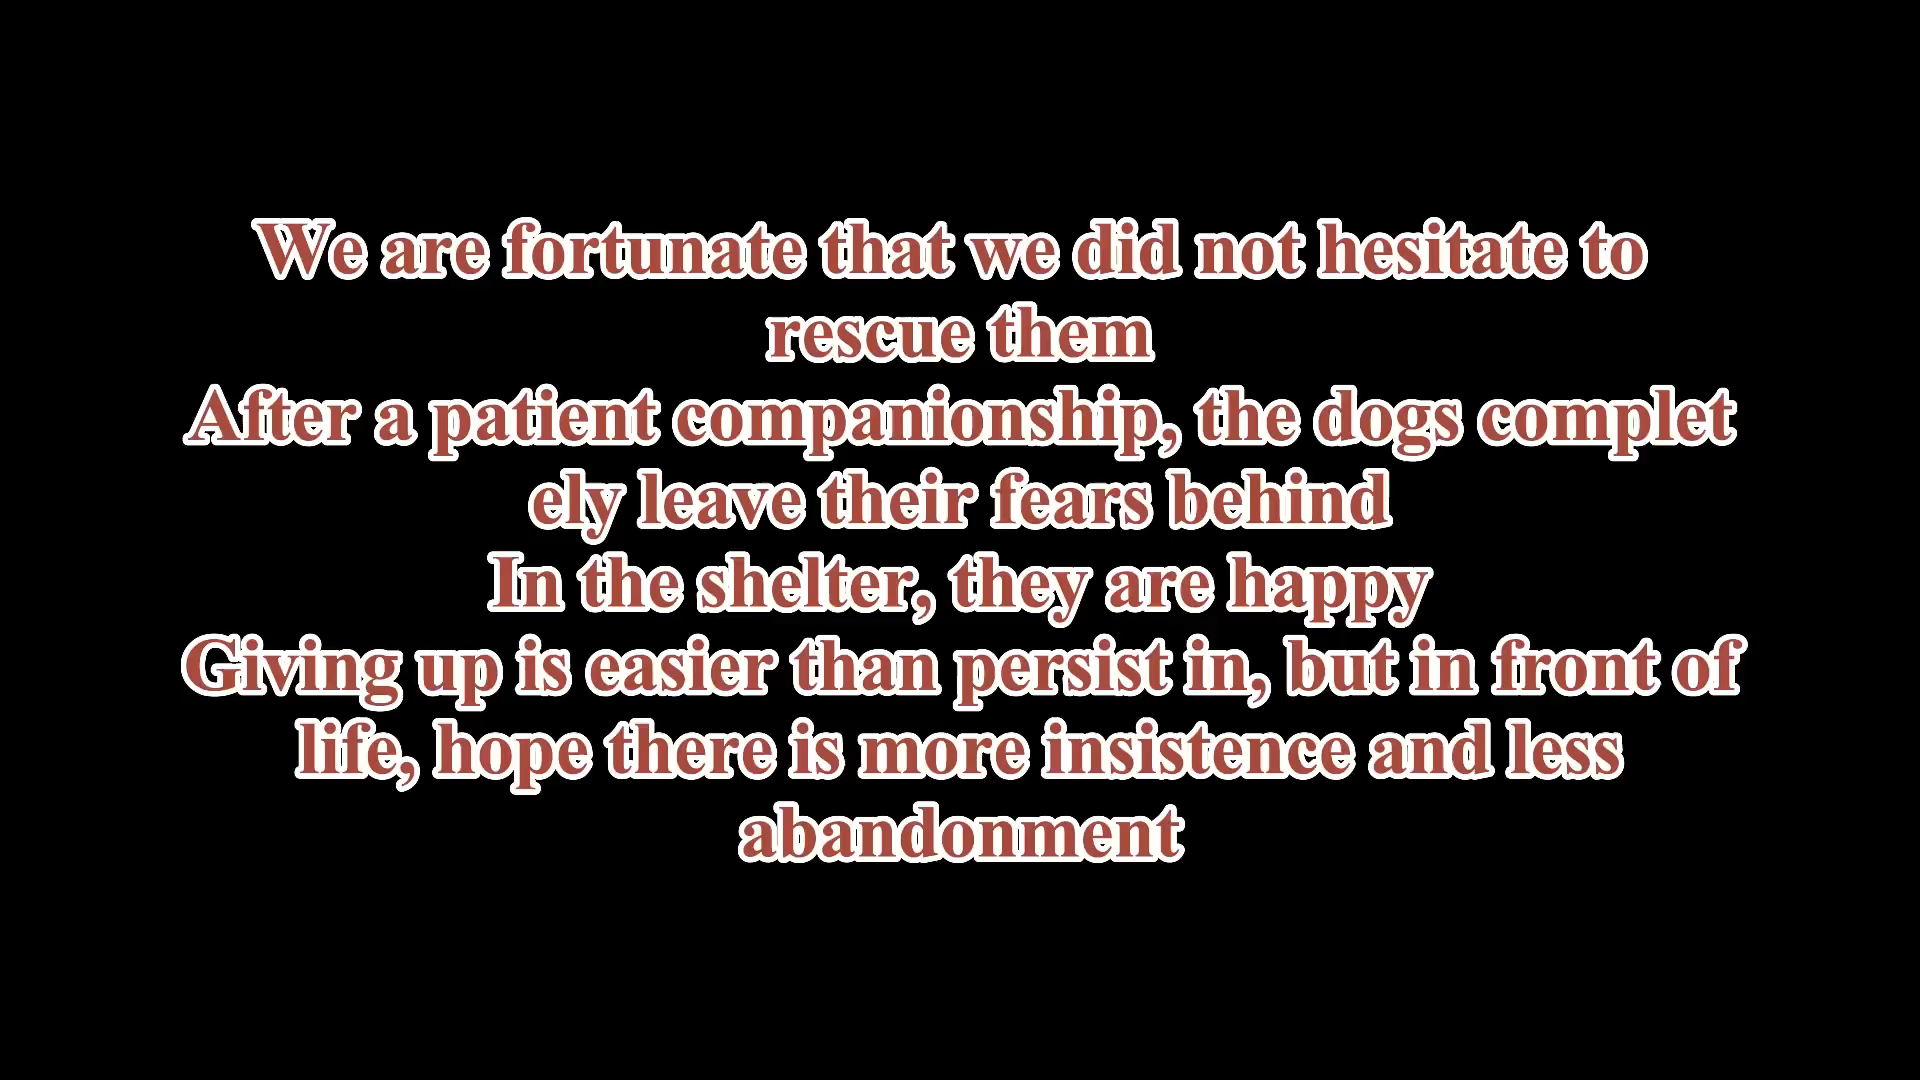 We are fortunate that we did not hesitate to
rescue them
After a patient companionship, the dogs complet
ely leave their fears behind
In the shelter, they are happy
Giving up is easier than persist in, but in front of
life, hope there is more insistence and less
abandonment